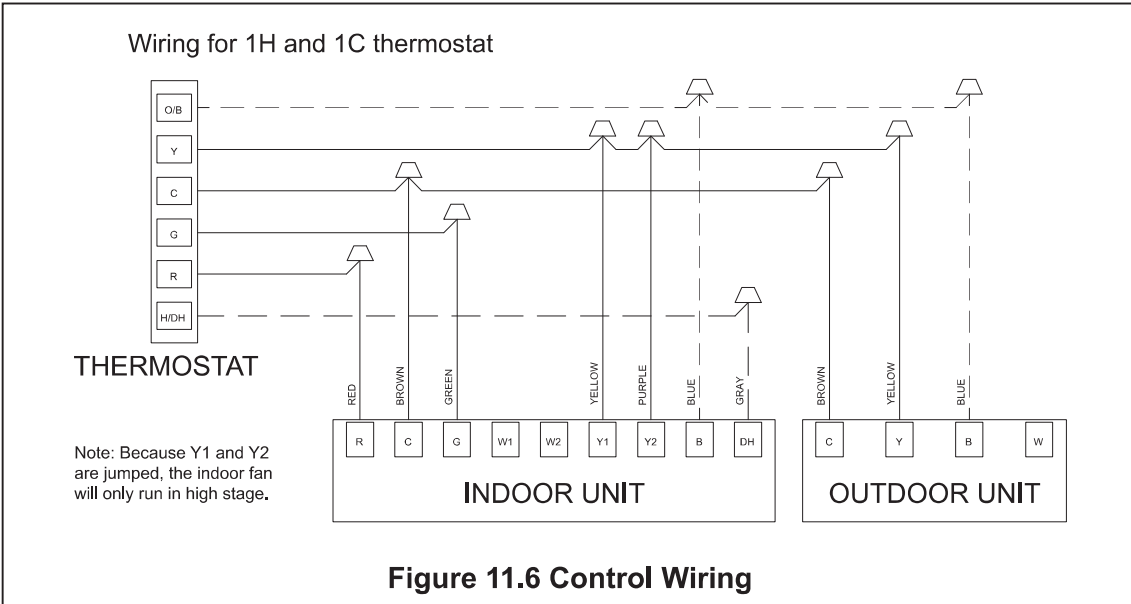 Wiring for 1H and 1C thermostat
O/B
Y
C
G
R
H/DH
THERMOSTAT
RED
BROWN
GREEN
YELLOW
PURPLE
BLUE
GRAY
BROWN
YELLOW
BLUE
R C G W1 W2 Y1 Y2 B DH
C Y B W
INDOOR UNIT
OUTDOOR UNIT
Note: Because Y1 and Y2
are jumped, the indoor fan
will only run in high stage.
Figure 11.6 Control Wiring